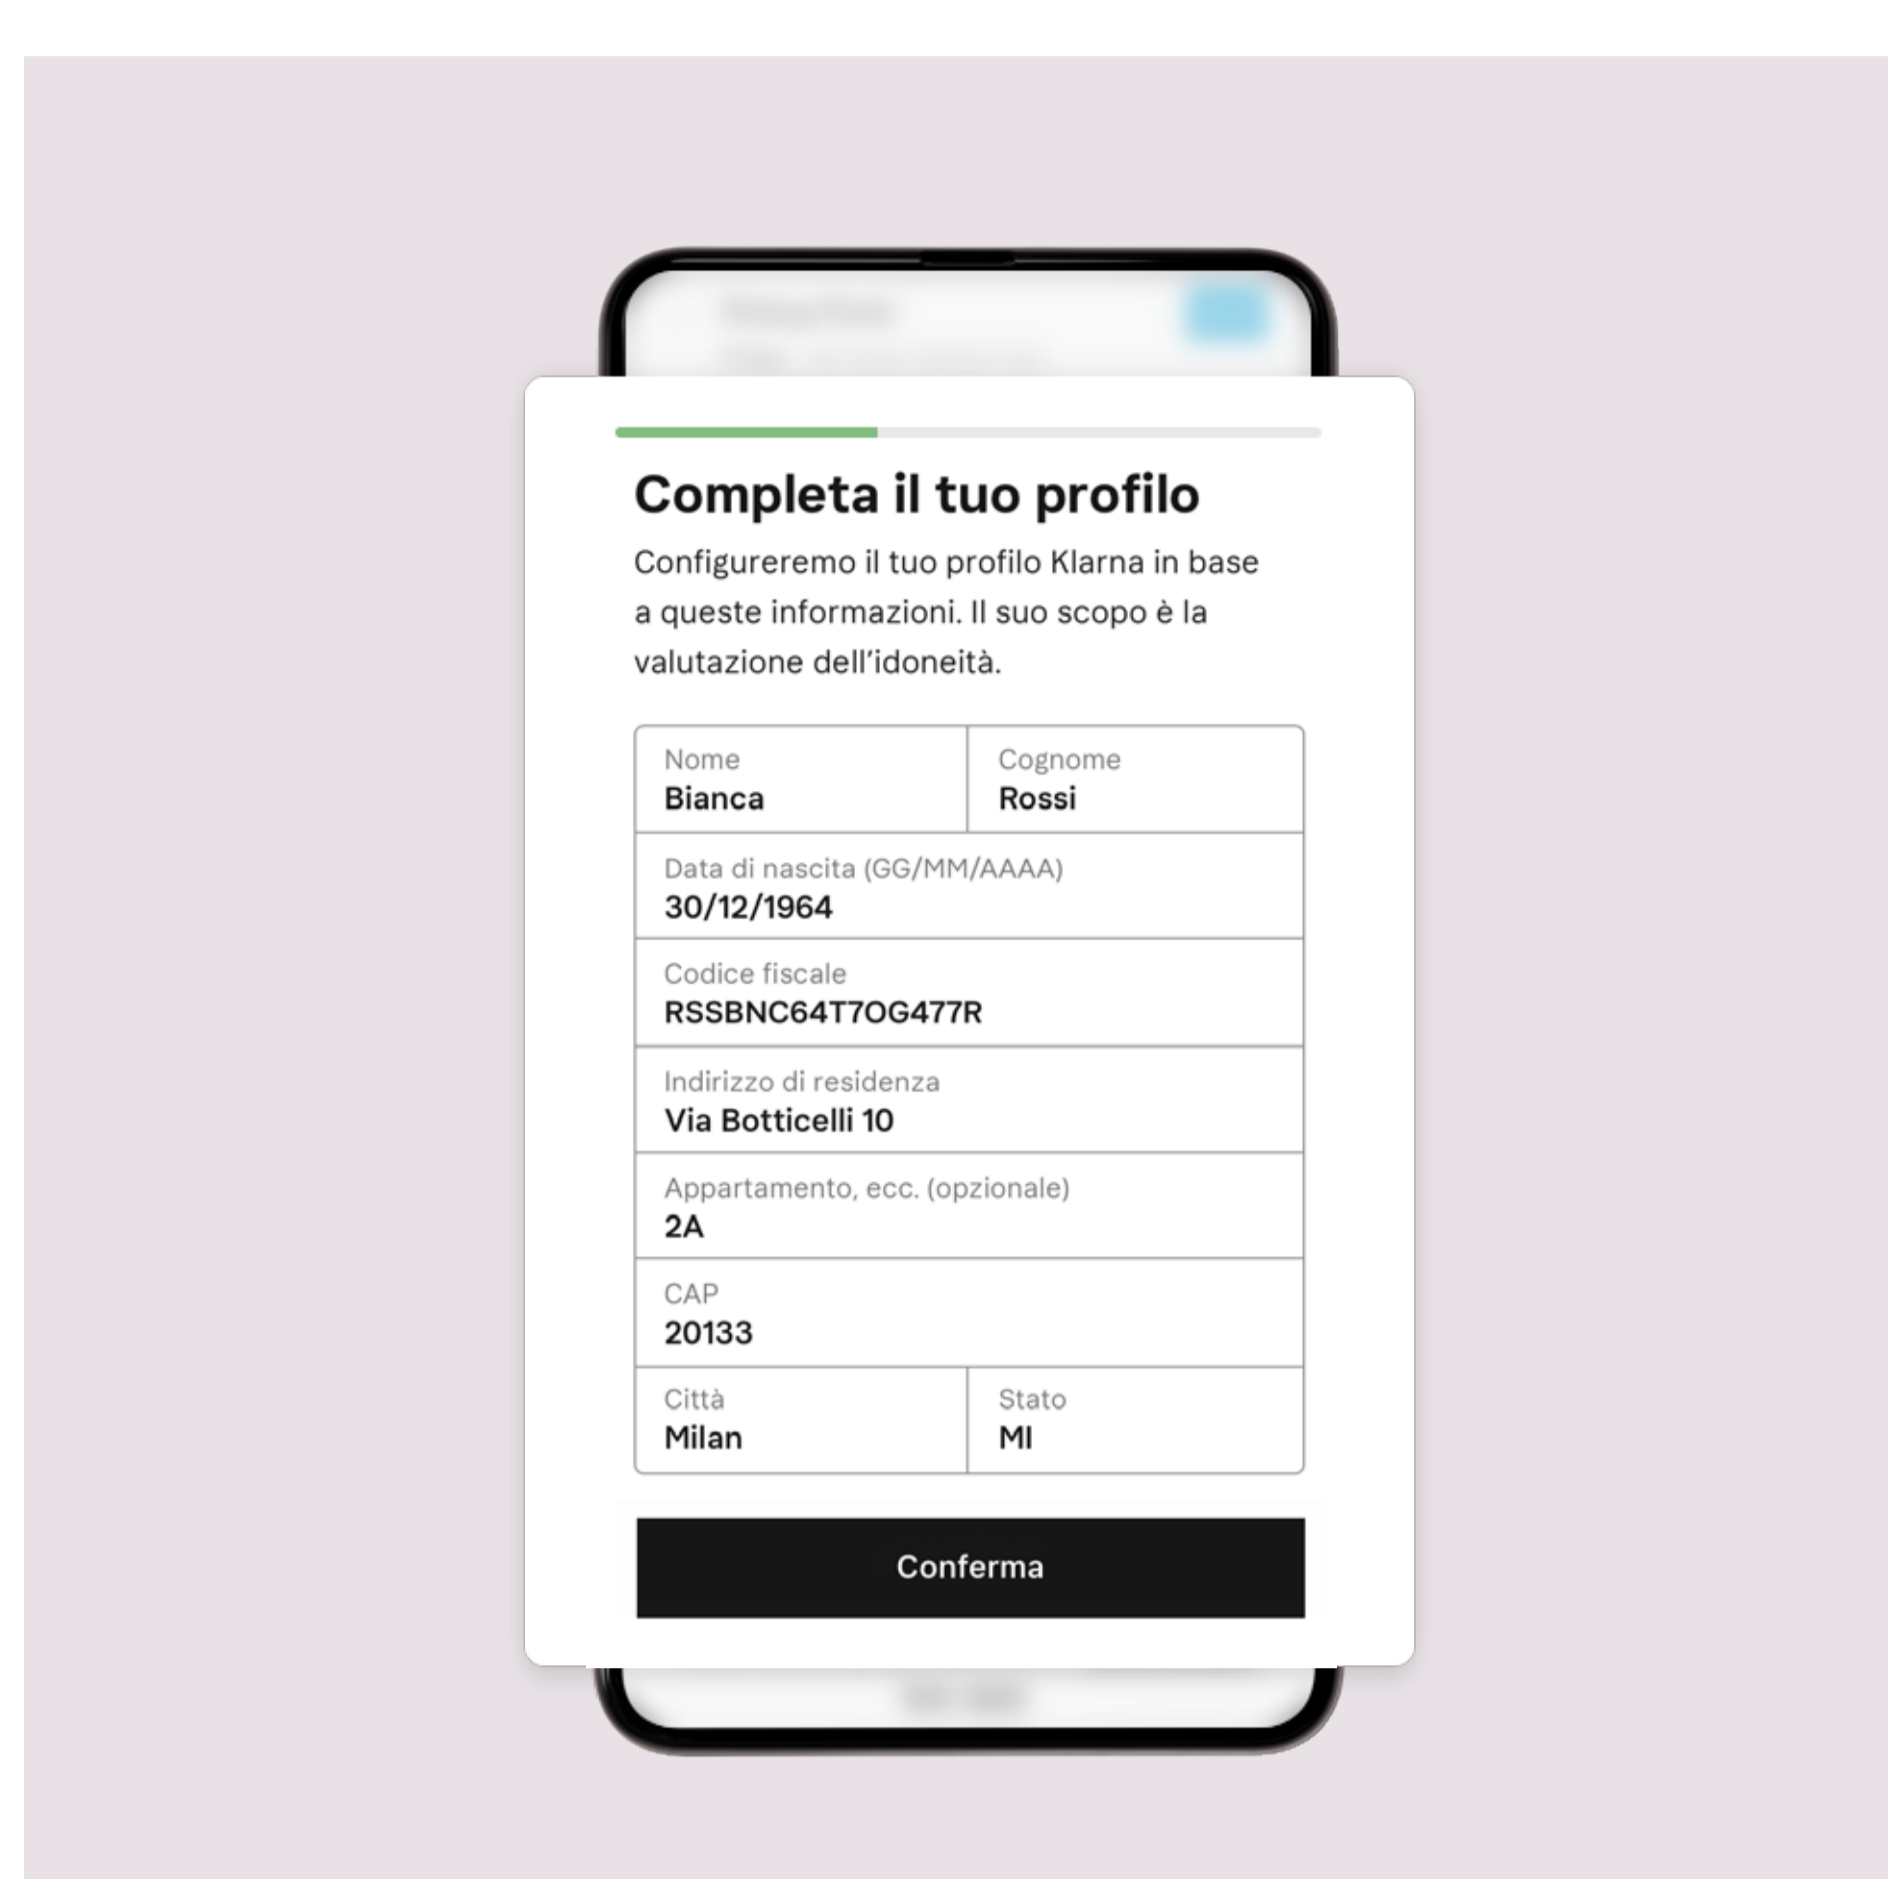 Completa il tuo profilo
Configureremo il tuo profilo Klarna in base
a queste informazioni. Il suo scopo è la
valutazione dell’idoneità.
Nome
Bianca
Cognome
Rossi
Data di nascita (GG/MM/AAAA)
30/12/1964
Codice fiscale
RSSBNC64T7OG477R
Indirizzo di residenza
Via Botticelli 10
Appartamento, ecc. (opzionale)
2A
CAP
20133
Città
Milan
Stato
MI
Conferma